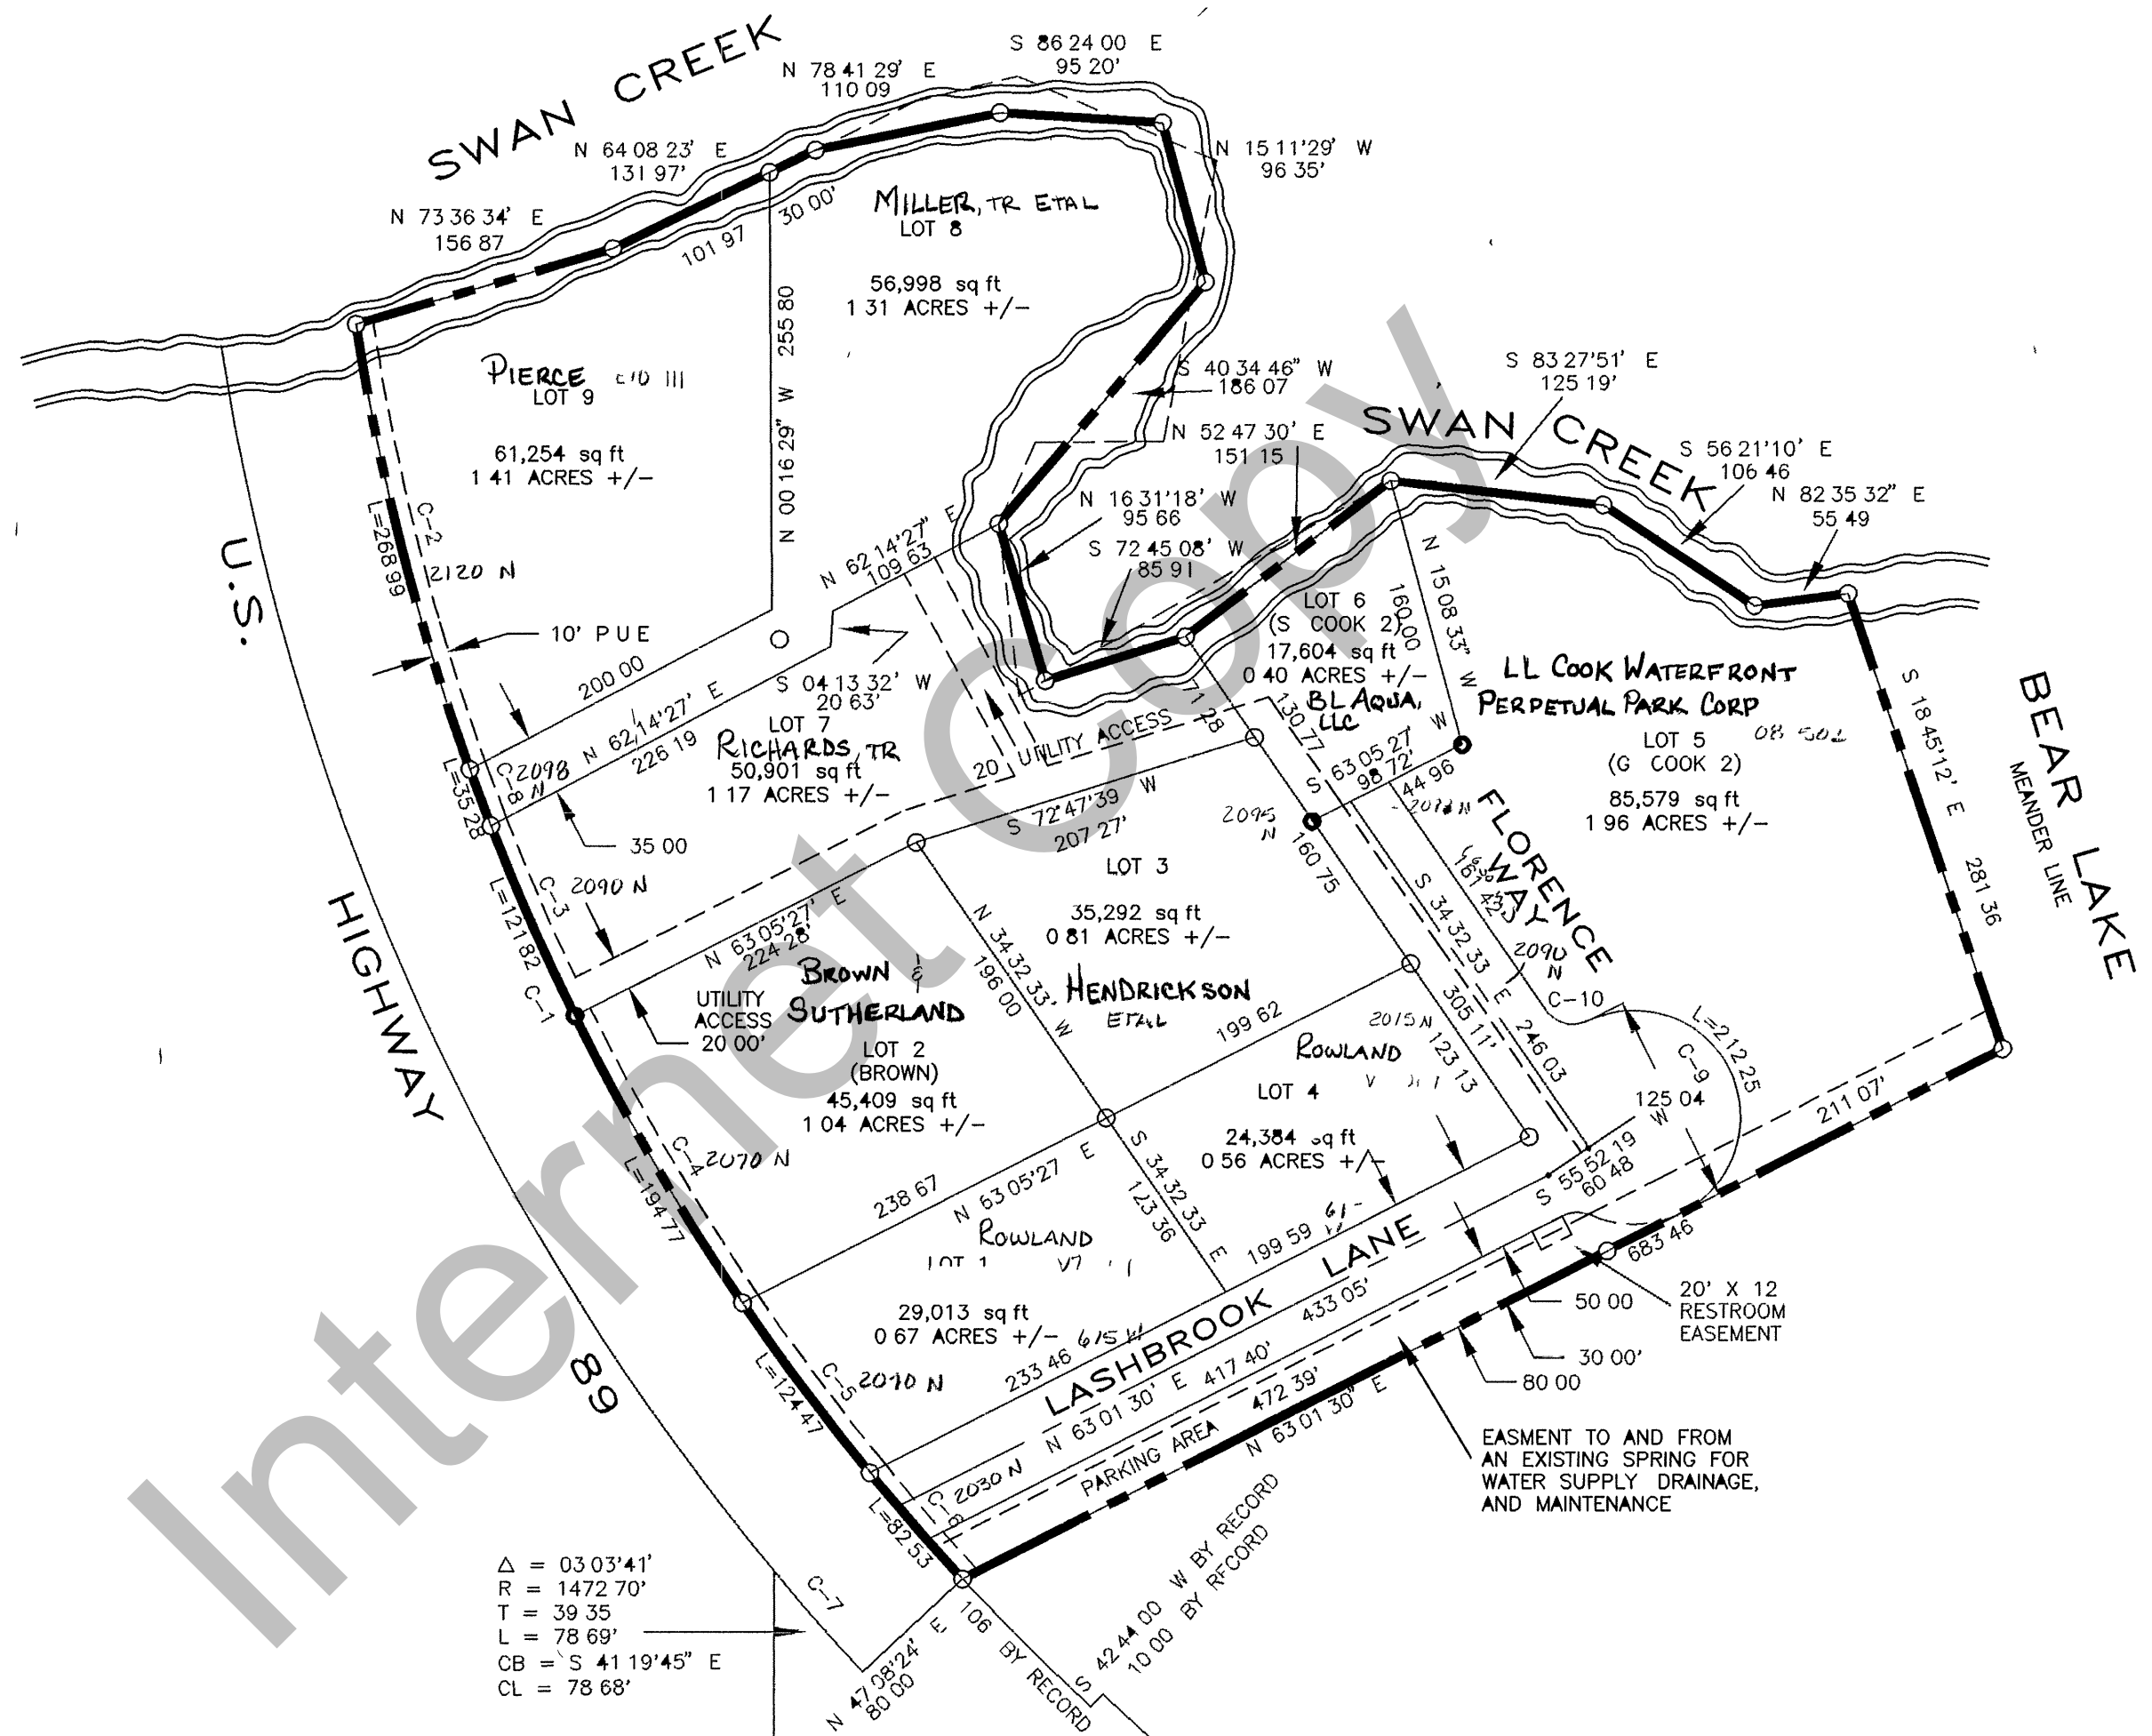 SWAN CREEK
S 86 24 00 E
95 20'
N 78 41 29' E
110 09
N 64 08 23' E
131 97'
N 73 36 34' E
156 87
N 15 11'29' W
96 35'
30 00'
101 97
MILLER, TR ETAL
LOT 8
56,998 sq ft
1 31 ACRES +/-
N 00 16 29" W 255 80
PIERCE
LOT 9
61,254 sq ft
1 41 ACRES +/-
S 40 34 46" W
186 07
N 52 47 30' E
151 15
S 83 27'51' E
125 19'
SWAN CREEK
S 56 21'10' E
106 46
N 82 35 32" E
55 49
N 16 31'18' W
95 66
S 72 45 08' W
85 91
N 62 14'27" E
109 63
L=268 99
C-2
2120 N
10' P U E
200 00
N 62 14'27' E
226 19
S 04 13 32' W
20 63'
LOT 7
RICHARDS, TR
50,901 sq ft
1 17 ACRES +/-
L=35 28
C-8
2098 N
35 00
20 UTILITY ACCESS
71 28
130 77
LOT 6
(S COOK 2)
17,604 sq ft
0 40 ACRES +/-
BL AQUA,
LLC
N 15 08 33" W
160 00
LL COOK WATERFRONT
PERPETUAL PARK CORP
LOT 5
(G COOK 2)
85,579 sq ft
1 96 ACRES +/-
S 18 45'12' E 281 36
BEAR LAKE
MEANDER LINE
S 63 05 27' W
98 72'
44 96
2095
N
S 72°47'39 W
207 27'
LOT 3
35,292 sq ft
0 81 ACRES +/-
HENDRICKSON
ETAL
160 75
FLORENCE
WAY
S 34 32 33 E 246 03
305 11'
2090
N
C-10
L=212 25
C-9
125 04
211 07'
L=121 82
C-3
2090 N
C-1
N 63 05'27' E
224 28'
UTILITY
ACCESS
20 00'
BROWN &
SUTHERLAND
LOT 2
(BROWN)
45,409 sq ft
1 04 ACRES +/-
N 34 32 33' W
196 00
199 62
2015 N
123 13
ROWLAND
LOT 4
24,384 sq ft
0 56 ACRES +/-
S 55 52 19 W
60 48
U.S. HIGHWAY 89
L=194 77
C-4
2070 N
238 67
N 63 05'27 E
S 34 32 33 E
123 36
ROWLAND
LOT 1
29,013 sq ft
0 67 ACRES +/-
615 W
199 59
LASHBROOK LANE
233 46
433 05'
N 63 01 30' E 417 40'
PARKING AREA 472 39'
N 63 01 30" E
683 46
L=124 47
C-5
L=82 53
C-6
2030 N
50 00
30 00'
80 00
20' X 12
RESTROOM
EASEMENT
EASMENT TO AND FROM
AN EXISTING SPRING FOR
WATER SUPPLY DRAINAGE,
AND MAINTENANCE
Δ = 03 03'41'
R = 1472 70'
T = 39 35
L = 78 69'
CB = S 41 19'45" E
CL = 78 68'
C-7
N 47 08'24' E
80 00
106 BY RECORD
S 42 44 00 W BY RECORD
10 00 BY RECORD
Internet Copy